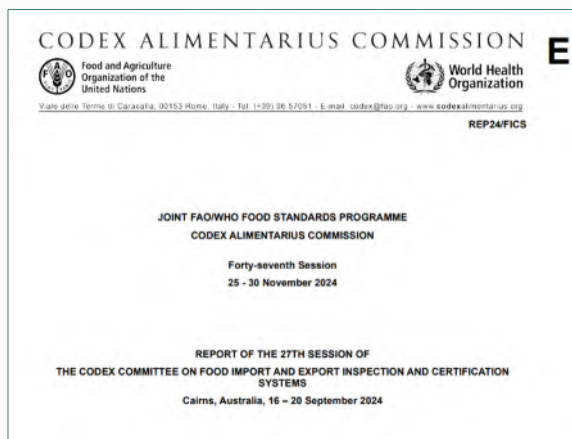 CODEX ALIMENTARIUS COMMISSION
E
Food and Agriculture
Organization of the
United Nations
World Health
Organization
Viale delle Terme di Caracalla, 00153 Rome, Italy - Tel: (+39) 06 57051 - E-mail: codex@fao.org - www.codexalimentarius.org
REP24/FICS
JOINT FAO/WHO FOOD STANDARDS PROGRAMME
CODEX ALIMENTARIUS COMMISSION
Forty-seventh Session
25 - 30 November 2024
REPORT OF THE 27TH SESSION OF
THE CODEX COMMITTEE ON FOOD IMPORT AND EXPORT INSPECTION AND CERTIFICATION
SYSTEMS
Cairns, Australia, 16 – 20 September 2024